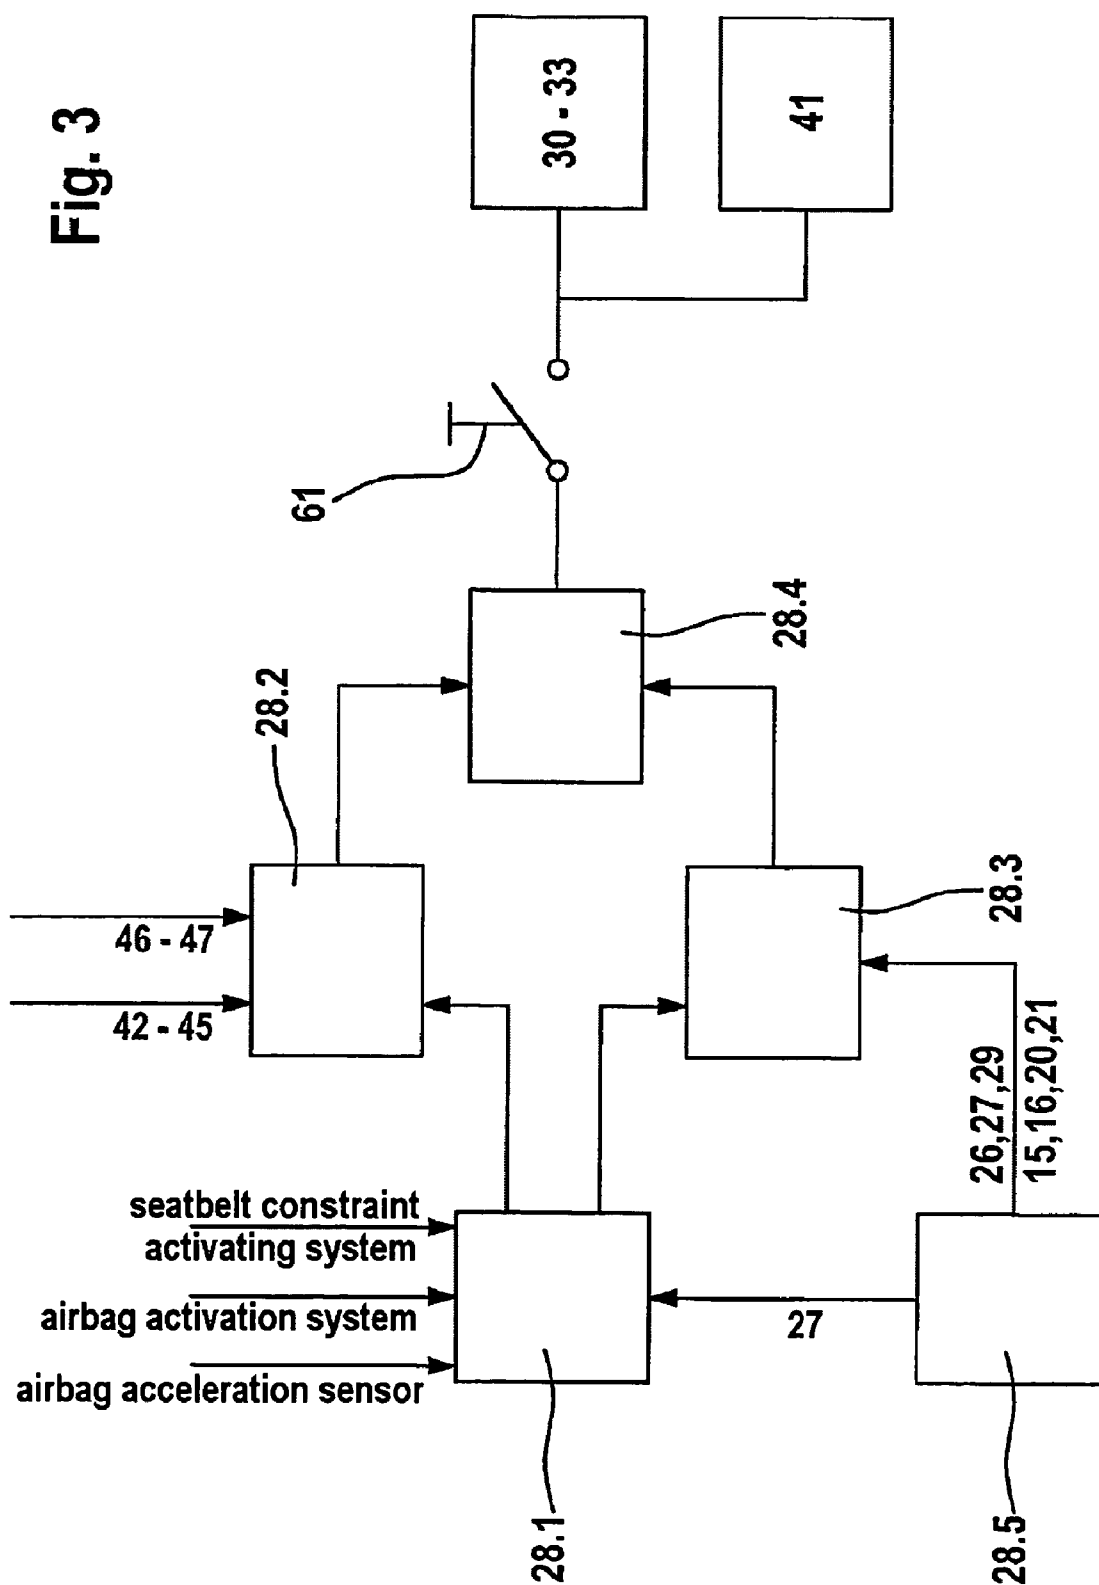 Fig. 3
30 - 33
41
61
28.4
28.2
46 - 47
42 - 45
28.3
26,27,29
15,16,20,21
seatbelt constraint
activating system
airbag activation system
airbag acceleration sensor
27
28.1
28.5